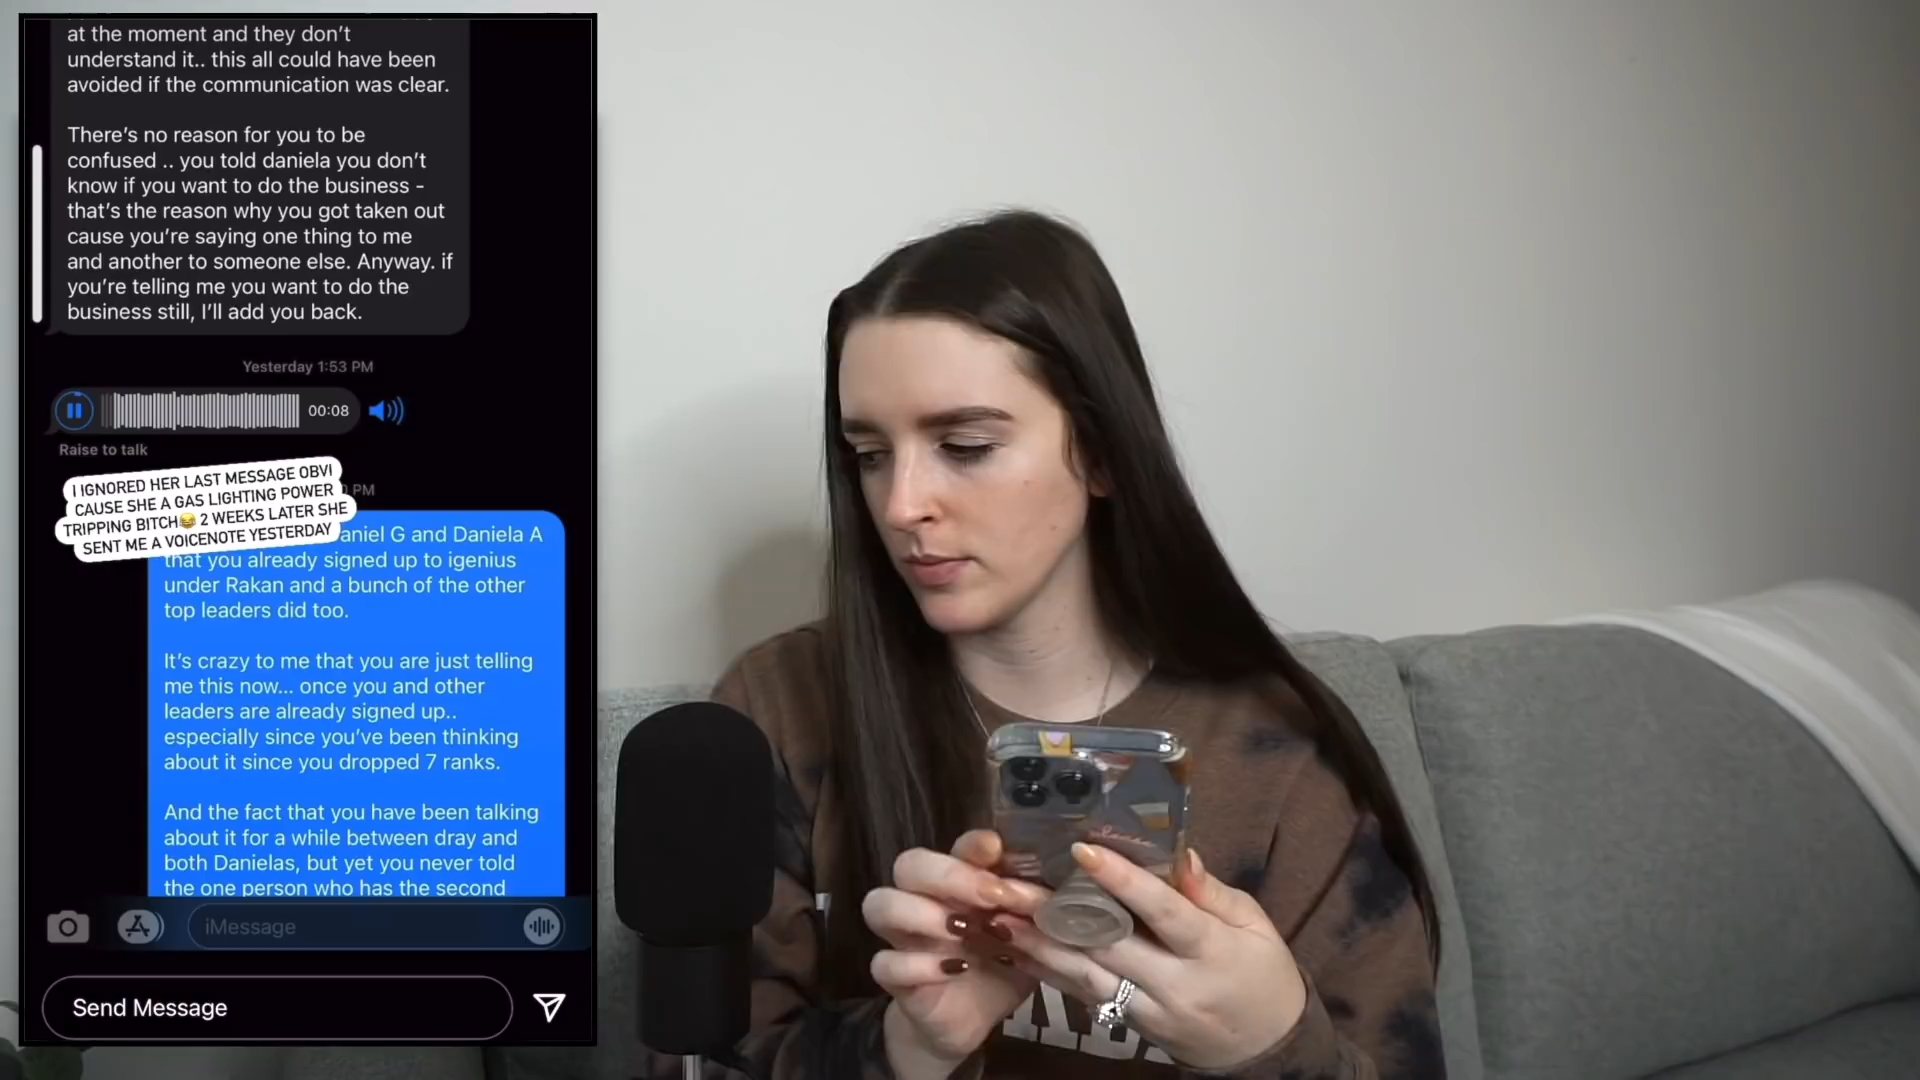 at the moment and they don't
understand it.. this all could have been
avoided if the communication was clear.
There's no reason for you to be
confused .. you told daniela you don't
know if you want to do the business -
that's the reason why you got taken out
cause you're saying one thing to me
and another to someone else. Anyway. if
you're telling me you want to do the
business still, I'll add you back.
Yesterday 1:53 PM
00:08
Raise to talk
PM
I IGNORED HER LAST MESSAGE OBVI
CAUSE SHE A GAS LIGHTING POWER
TRIPPING BITCH😂 2 WEEKS LATER SHE
SENT ME A VOICENOTE YESTERDAY
and Daniela A
that you already signed up to igenius
under Rakan and a bunch of the other
top leaders did too.
It's crazy to me that you are just telling
me this now... once you and other
leaders are already signed up..
especially since you've been thinking
about it since you dropped 7 ranks.
And the fact that you have been talking
about it for a while between dray and
both Danielas, but yet you never told
the one person who has the second
iMessage
Send Message